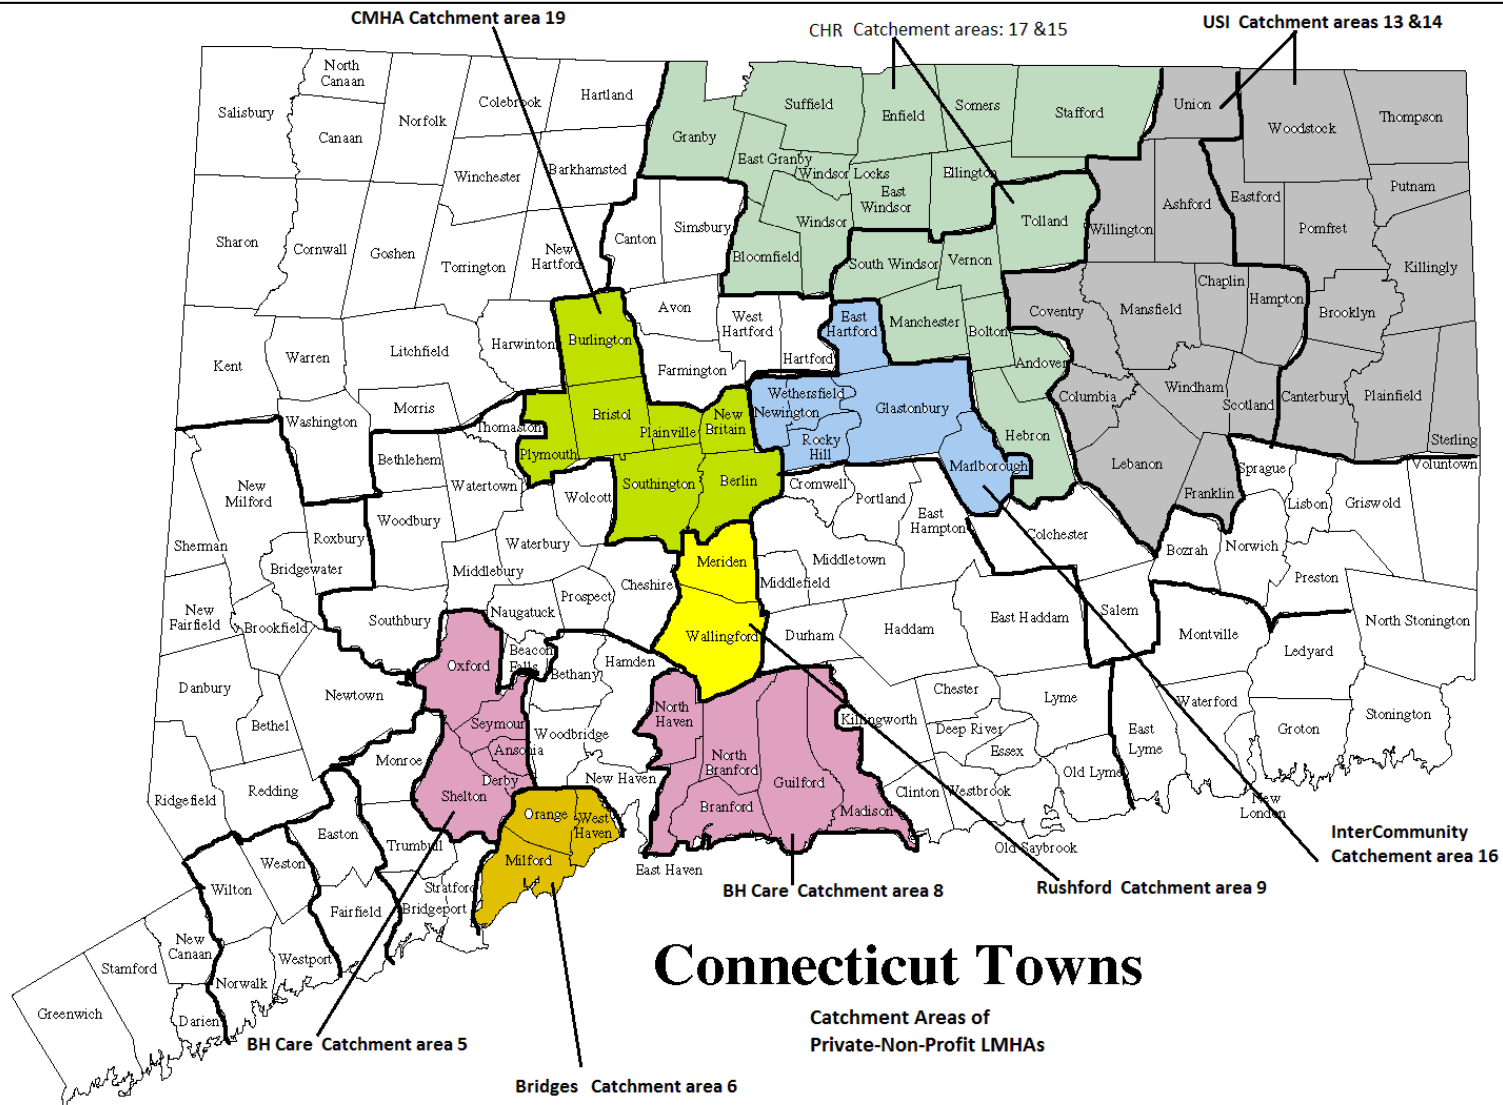 CMHA Catchment area 19
CHR Catchement areas: 17 &15
USI Catchment areas 13 &14
North
Canaan
Salisbury
Canaan
Norfolk
Colebrook
Hartland
Suffield
Enfield
Somers
Stafford
Union
Woodstock
Thompson
Granby
East Granby
Windsor Locks
East
Windsor
Ellington
Winchester
Barkhamsted
Putnam
Eastford
Ashford
Willington
Tolland
Pomfret
Sharon
Cornwall
Goshen
Torrington
New
Hartford
Canton
Simsbury
Bloomfield
Windsor
South Windsor
Vernon
Killingly
Chaplin
Hampton
Brooklyn
Mansfield
Coventry
Kent
Warren
Litchfield
Harwinton
Burlington
Avon
West
Hartford
Hartford
East
Hartford
Manchester
Bolton
Andover
Farmington
Columbia
Windham
Scotland
Canterbury
Plainfield
Sterling
Washington
Morris
Thomaston
Bristol
Plainville
New
Britain
Wethersfield
Newington
Rocky
Hill
Glastonbury
Hebron
Marlborough
Lebanon
Franklin
Sprague
Lisbon
Griswold
Voluntown
Bethlehem
Watertown
Plymouth
Wolcott
Southington
Berlin
Cromwell
Portland
East
Hampton
Colchester
New
Milford
Sherman
Roxbury
Woodbury
Bridgewater
Middlebury
Waterbury
Cheshire
Meriden
Middletown
Middlefield
Bozrah
Norwich
Preston
North Stonington
New
Fairfield
Brookfield
Southbury
Naugatuck
Prospect
Wallingford
Durham
Haddam
East Haddam
Salem
Montville
Ledyard
Oxford
Beacon
Falls
Bethany
Hamden
Danbury
Newtown
Bethel
Seymour
Ansonia
Derby
Woodbridge
North
Haven
North
Branford
Guilford
Killingworth
Chester
Deep River
Essex
Lyme
East
Lyme
Waterford
Groton
Stonington
Monroe
Shelton
New Haven
Branford
Madison
Clinton
Westbrook
Old Lyme
New
London
Old Saybrook
Ridgefield
Redding
Easton
Trumbull
Orange
West
Haven
Milford
East Haven
Weston
Wilton
Stratford
Bridgeport
Fairfield
Westport
Norwalk
New
Canaan
Stamford
Greenwich
Darien
InterCommunity
Catchement area 16
Rushford Catchment area 9
BH Care Catchment area 8
BH Care Catchment area 5
Bridges Catchment area 6
Connecticut Towns
Catchment Areas of
Private-Non-Profit LMHAs